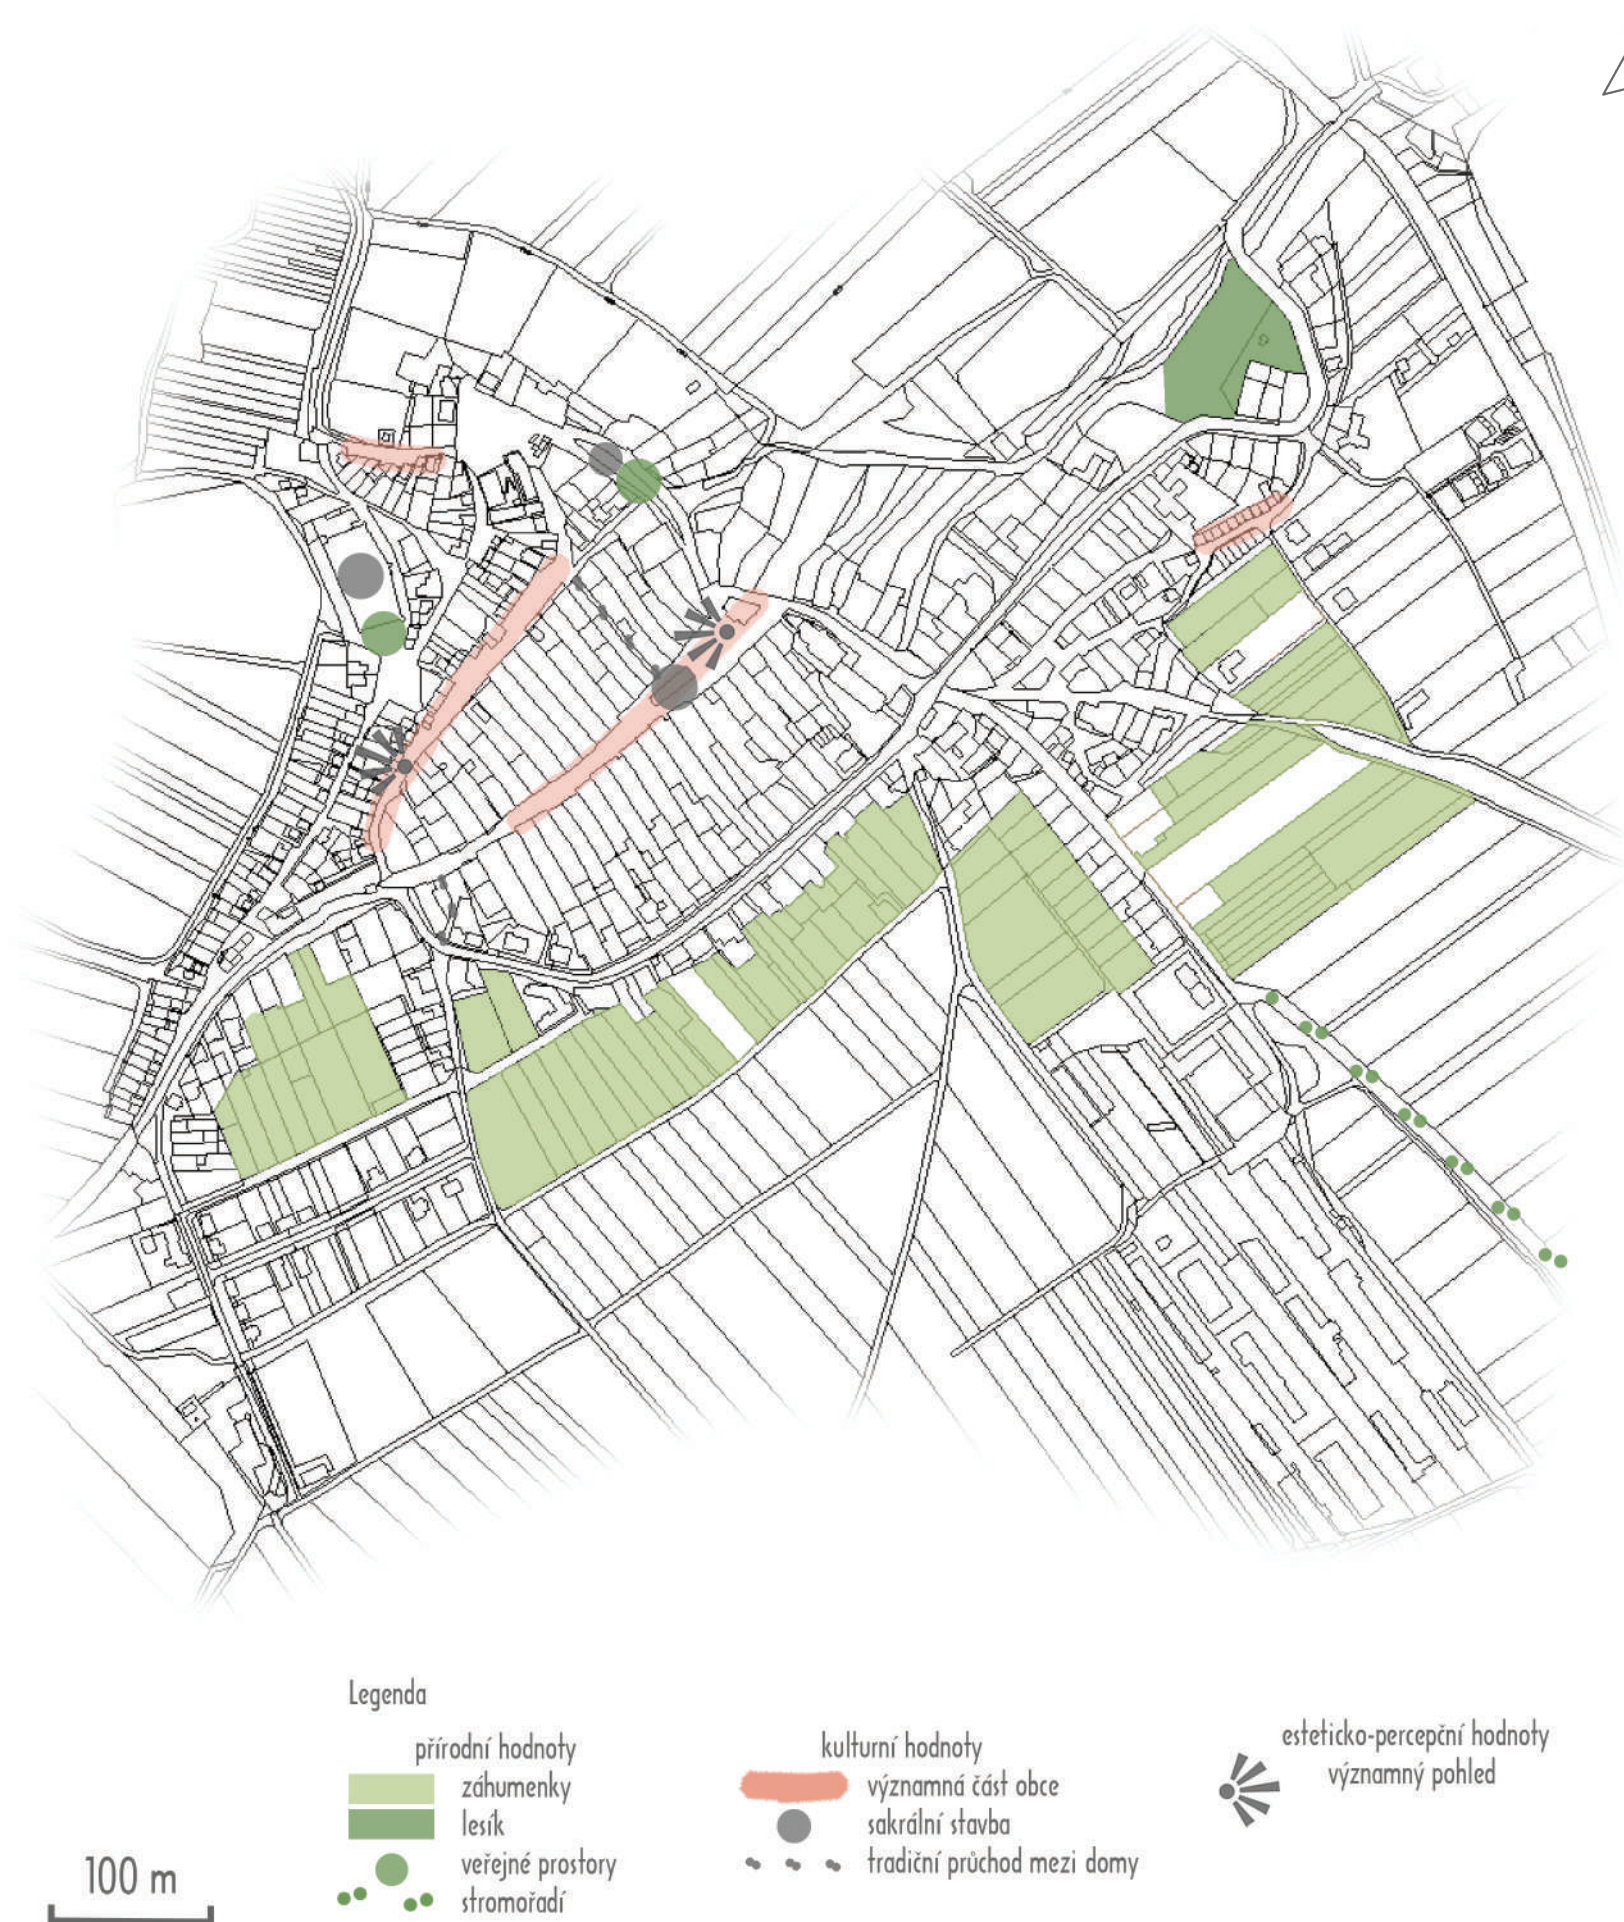 Legenda
přírodní hodnoty
záhumenky
lesík
veřejné prostory
stromořadí
kulturní hodnoty
významná část obce
sakrální stavba
tradiční průchod mezi domy
esteticko-percepční hodnoty
významný pohled
100 m